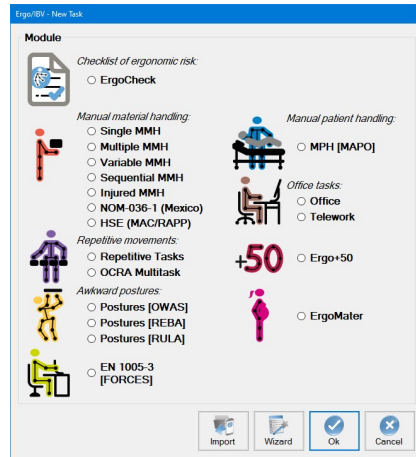 Ergo/IBV - New Task
Module
Checklist of ergonomic risk:
ErgoCheck
Manual material handling:
Single MMH
Multiple MMH
Variable MMH
Sequential MMH
Injured MMH
NOM-036-1 (Mexico)
HSE (MAC/RAPP)
Repetitive movements:
Repetitive Tasks
OCRA Multitask
Awkward postures:
Postures [OWAS]
Postures [REBA]
Postures [RULA]
EN 1005-3
[FORCES]
Manual patient handling:
MPH [MAPO]
Office tasks:
Office
Telework
+50
Ergo+50
ErgoMater
Import
Wizard
Ok
Cancel